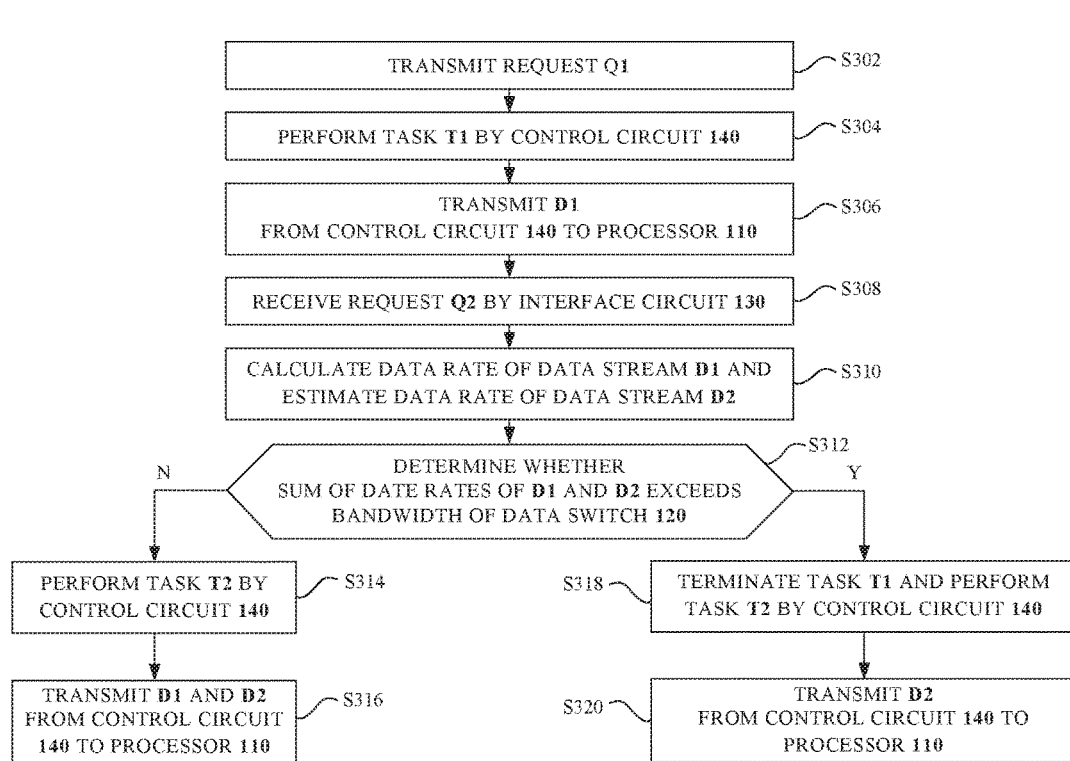 TRANSMIT REQUEST Q1
S302
PERFORM TASK T1 BY CONTROL CIRCUIT 140
S304
TRANSMIT D1
FROM CONTROL CIRCUIT 140 TO PROCESSOR 110
S306
RECEIVE REQUEST Q2 BY INTERFACE CIRCUIT 130
S308
CALCULATE DATA RATE OF DATA STREAM D1 AND
ESTIMATE DATA RATE OF DATA STREAM D2
S310
S312
N
DETERMINE WHETHER
SUM OF DATE RATES OF D1 AND D2 EXCEEDS
BANDWIDTH OF DATA SWITCH 120
Y
PERFORM TASK T2 BY
CONTROL CIRCUIT 140
S314
S318
TERMINATE TASK T1 AND PERFORM
TASK T2 BY CONTROL CIRCUIT 140
TRANSMIT D1 AND D2
FROM CONTROL CIRCUIT
140 TO PROCESSOR 110
S316
S320
TRANSMIT D2
FROM CONTROL CIRCUIT 140 TO
PROCESSOR 110